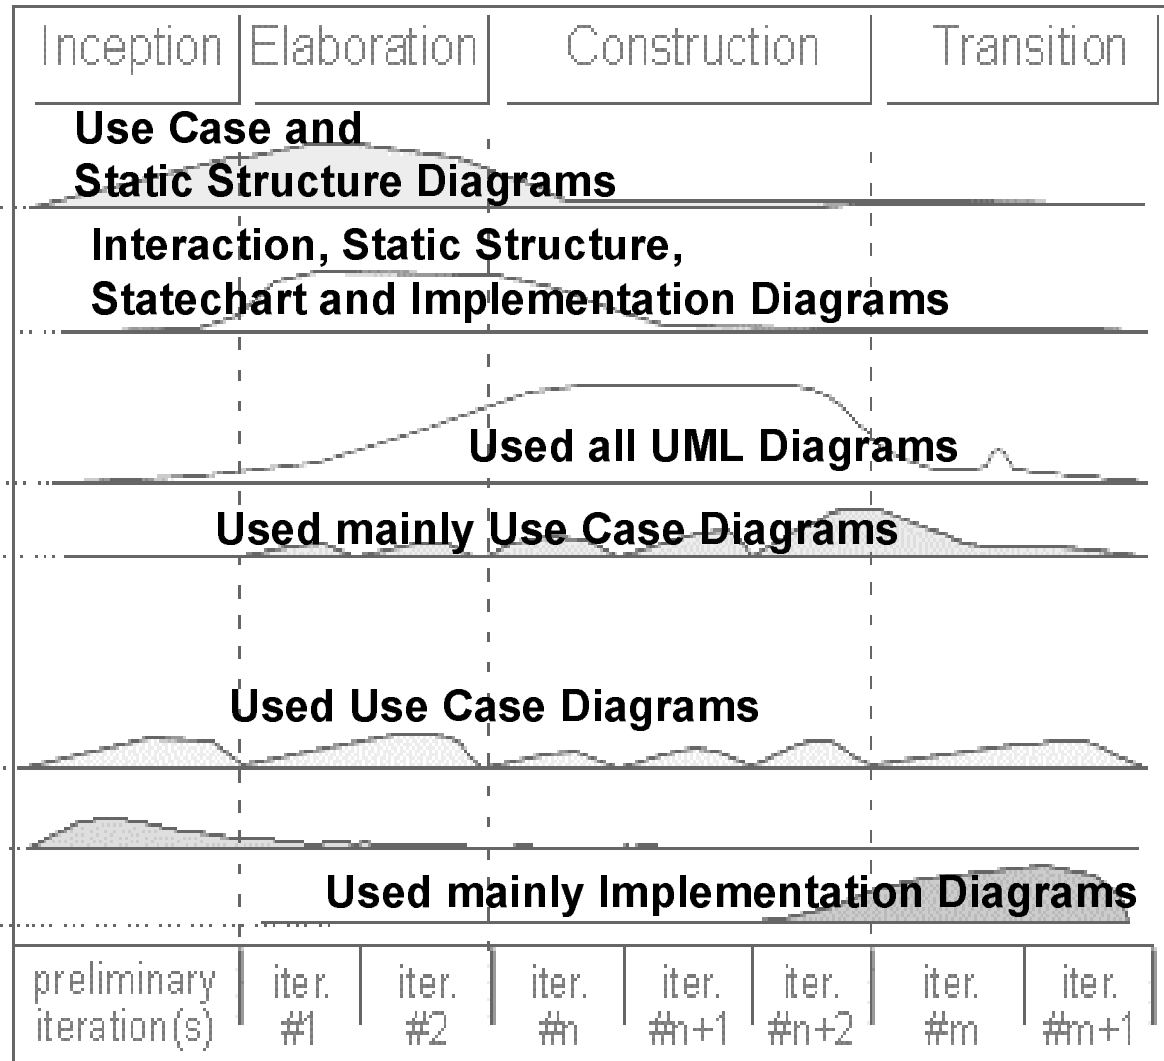 Inception Elaboration Construction Transition
Use Case and
Static Structure Diagrams
Interaction, Static Structure,
Statechart and Implementation Diagrams
Used all UML Diagrams
Used mainly Use Case Diagrams
Used Use Case Diagrams
Used mainly Implementation Diagrams
preliminary iter. iter. iter. iter. iter. iter. iter.
iteration(s) #1 #2 #n #n+1 #n+2 #m #m+1